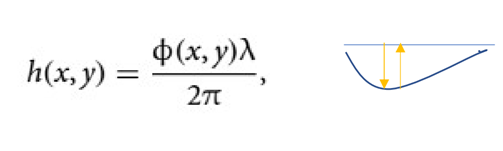 h(x, y) = ϕ(x, y)λ / 2π,